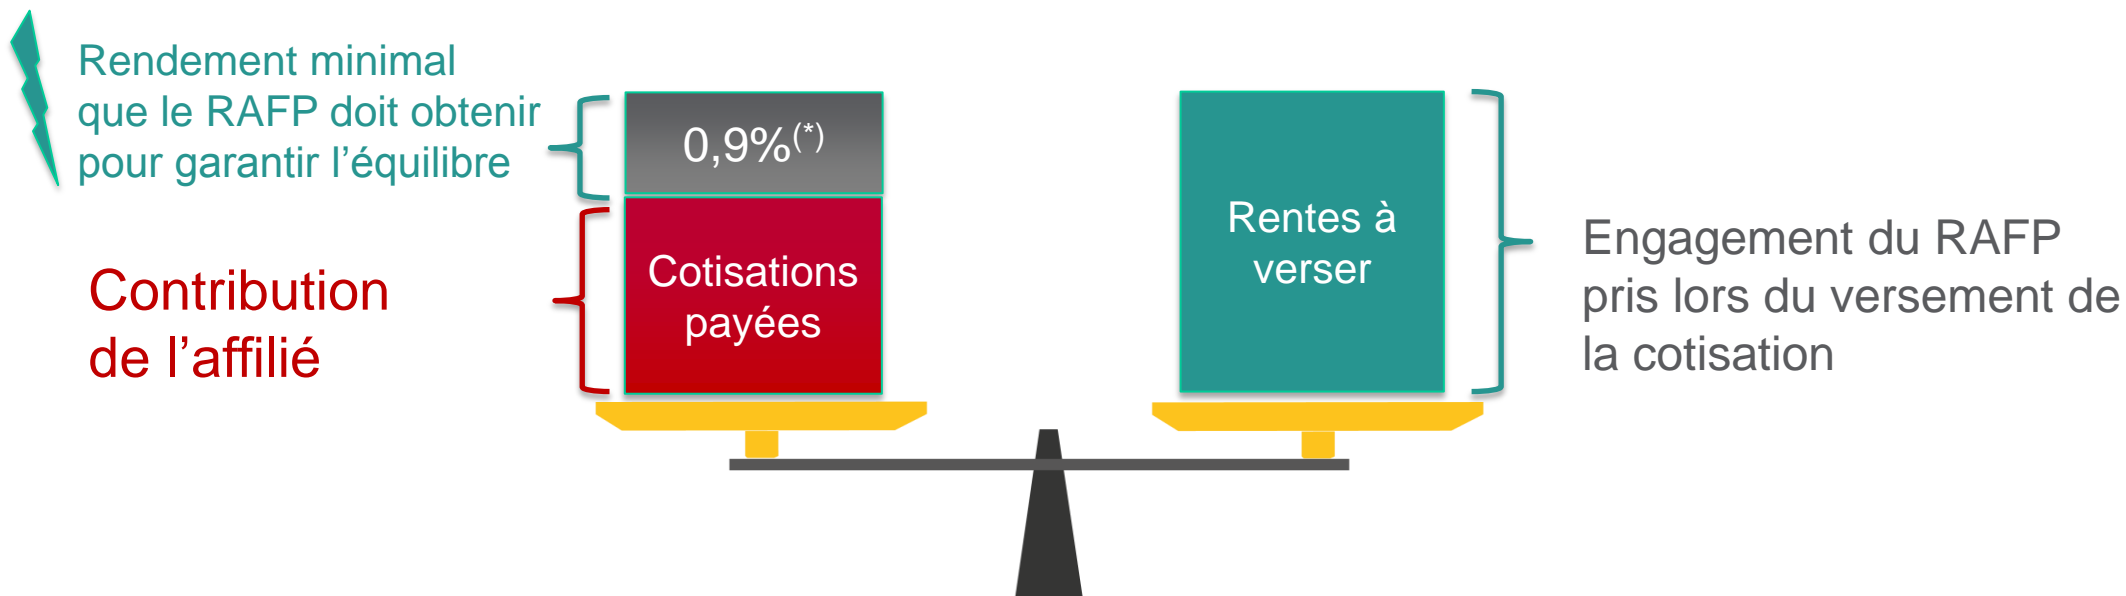 Rendement minimal
que le RAFP doit obtenir
pour garantir l’équilibre
0,9%(*)
Contribution
de l’affilié
Cotisations
payées
Rentes à
verser
Engagement du RAFP
pris lors du versement de
la cotisation